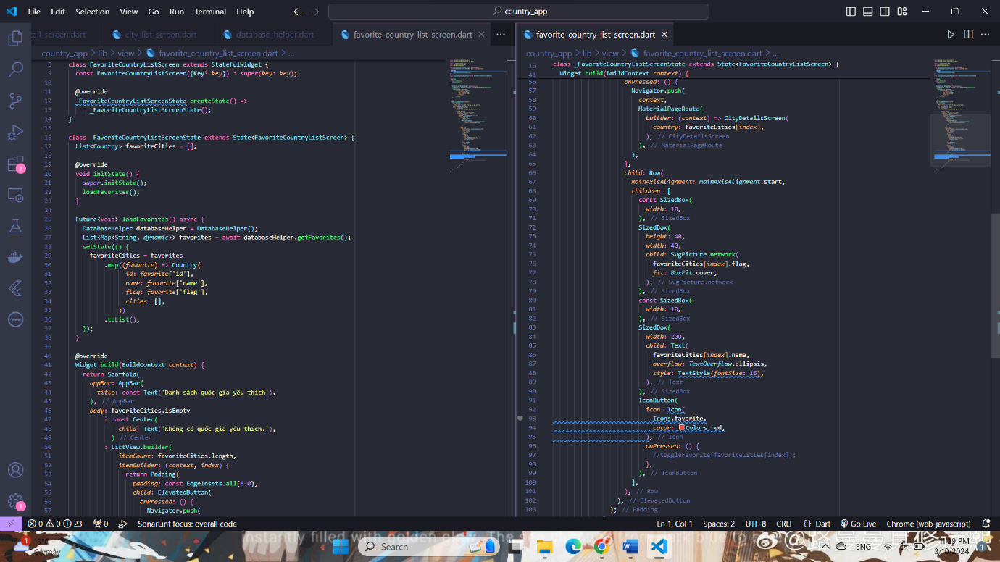 File Edit Selection View Go Run Terminal Help
country_app
city_list_screen.dart
database_helper.dart
favorite_country_list_screen.dart
country_app > lib > view > favorite_country_list_screen.dart > ...
8 class FavoriteCountryListScreen extends StatefulWidget {
9 const FavoriteCountryListScreen({Key? key}) : super(key: key);
10
11 @override
12 _FavoriteCountryListScreenState createState() =>
13 _FavoriteCountryListScreenState();
14 }
15
16 class _FavoriteCountryListScreenState extends State<FavoriteCountryListScreen> {
17 List<Country> favoriteCities = [];
18
19 @override
20 void initState() {
21 super.initState();
22 loadFavorites();
23 }
24
25 Future<void> loadFavorites() async {
26 DatabaseHelper databaseHelper = DatabaseHelper();
27 List<Map<String, dynamic>> favorites = await databaseHelper.getFavorites();
28 setState(() {
29 favoriteCities = favorites
30 .map((favorite) => Country(
31 id: favorite['id'],
32 name: favorite['name'],
33 flag: favorite['flag'],
34 cities: [],
35 ))
36 .toList();
37 });
38 }
39
40 @override
41 Widget build(BuildContext context) {
42 return Scaffold(
43 appBar: AppBar(
44 title: const Text('Danh sách quốc gia yêu thích'),
45 ), // AppBar
46 body: favoriteCities.isEmpty
47 ? const Center(
48 child: Text('Không có quốc gia yêu thích.'),
49 ) // Center
50 : ListView.builder(
51 itemCount: favoriteCities.length,
52 itemBuilder: (context, index) {
53 return Padding(
54 padding: const EdgeInsets.all(8.0),
55 child: ElevatedButton(
56 onPressed: () {
57 Navigator.push(
favorite_country_list_screen.dart
country_app > lib > view > favorite_country_list_screen.dart > ...
16 class _FavoriteCountryListScreenState extends State<FavoriteCountryListScreen> {
41 Widget build(BuildContext context) {
56 onPressed: () {
57 Navigator.push(
58 context,
59 MaterialPageRoute(
60 builder: (context) => CityDetailsScreen(
61 country: favoriteCities[index],
62 ), // CityDetailsScreen
63 ), // MaterialPageRoute
64 );
65 },
66 child: Row(
67 mainAxisAlignment: MainAxisAlignment.start,
68 children: [
69 const SizedBox(
70 width: 10,
71 ), // SizedBox
72 SizedBox(
73 height: 40,
74 width: 40,
75 child: SvgPicture.network(
76 favoriteCities[index].flag,
77 fit: BoxFit.cover,
78 ), // SvgPicture.network
79 ), // SizedBox
80 const SizedBox(
81 width: 10,
82 ), // SizedBox
83 SizedBox(
84 width: 200,
85 child: Text(
86 favoriteCities[index].name,
87 overflow: TextOverflow.ellipsis,
88 style: TextStyle(fontSize: 16),
89 ), // Text
90 ), // SizedBox
91 IconButton(
92 icon: Icon(
93 Icons.favorite,
94 color: Colors.red,
95 ), // Icon
96 onPressed: () {
97 //toggleFavorite(favoriteCities[index]);
98 },
99 ), // IconButton
100 ],
101 ), // Row
102 ), // ElevatedButton
103 ); // Padding
0 0 23 0 SonarLint focus: overall code
Ln 1, Col 1 Spaces: 2 UTF-8 CRLF {} Dart Go Live Chrome (web-javascript)
instantly filled with
Search
ENG
11:29 PM
3/10/2024